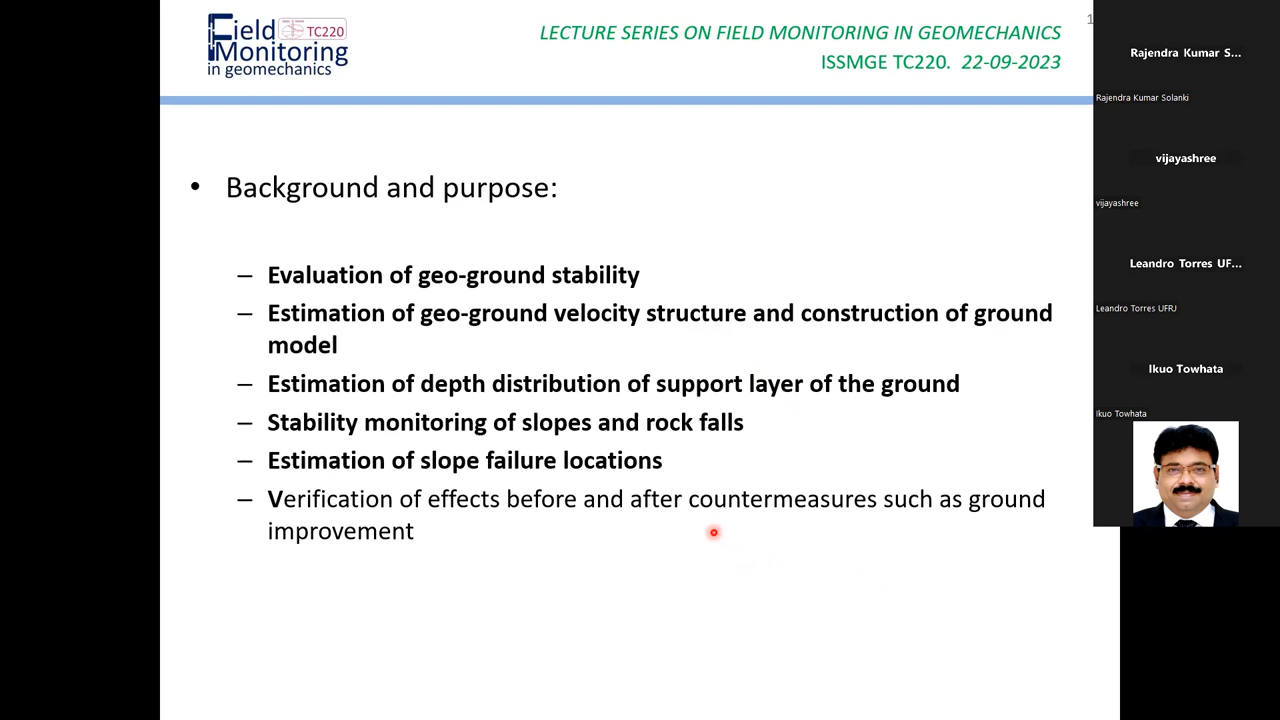 Field
TC220
Monitoring
in geomechanics
LECTURE SERIES ON FIELD MONITORING IN GEOMECHANICS
ISSMGE TC220. 22-09-2023
1
• Background and purpose:
– Evaluation of geo-ground stability
– Estimation of geo-ground velocity structure and construction of ground
model
– Estimation of depth distribution of support layer of the ground
– Stability monitoring of slopes and rock falls
– Estimation of slope failure locations
– Verification of effects before and after countermeasures such as ground
improvement
Rajendra Kumar S...
Rajendra Kumar Solanki
vijayashree
vijayashree
Leandro Torres UF...
Leandro Torres UFRJ
Ikuo Towhata
Ikuo Towhata